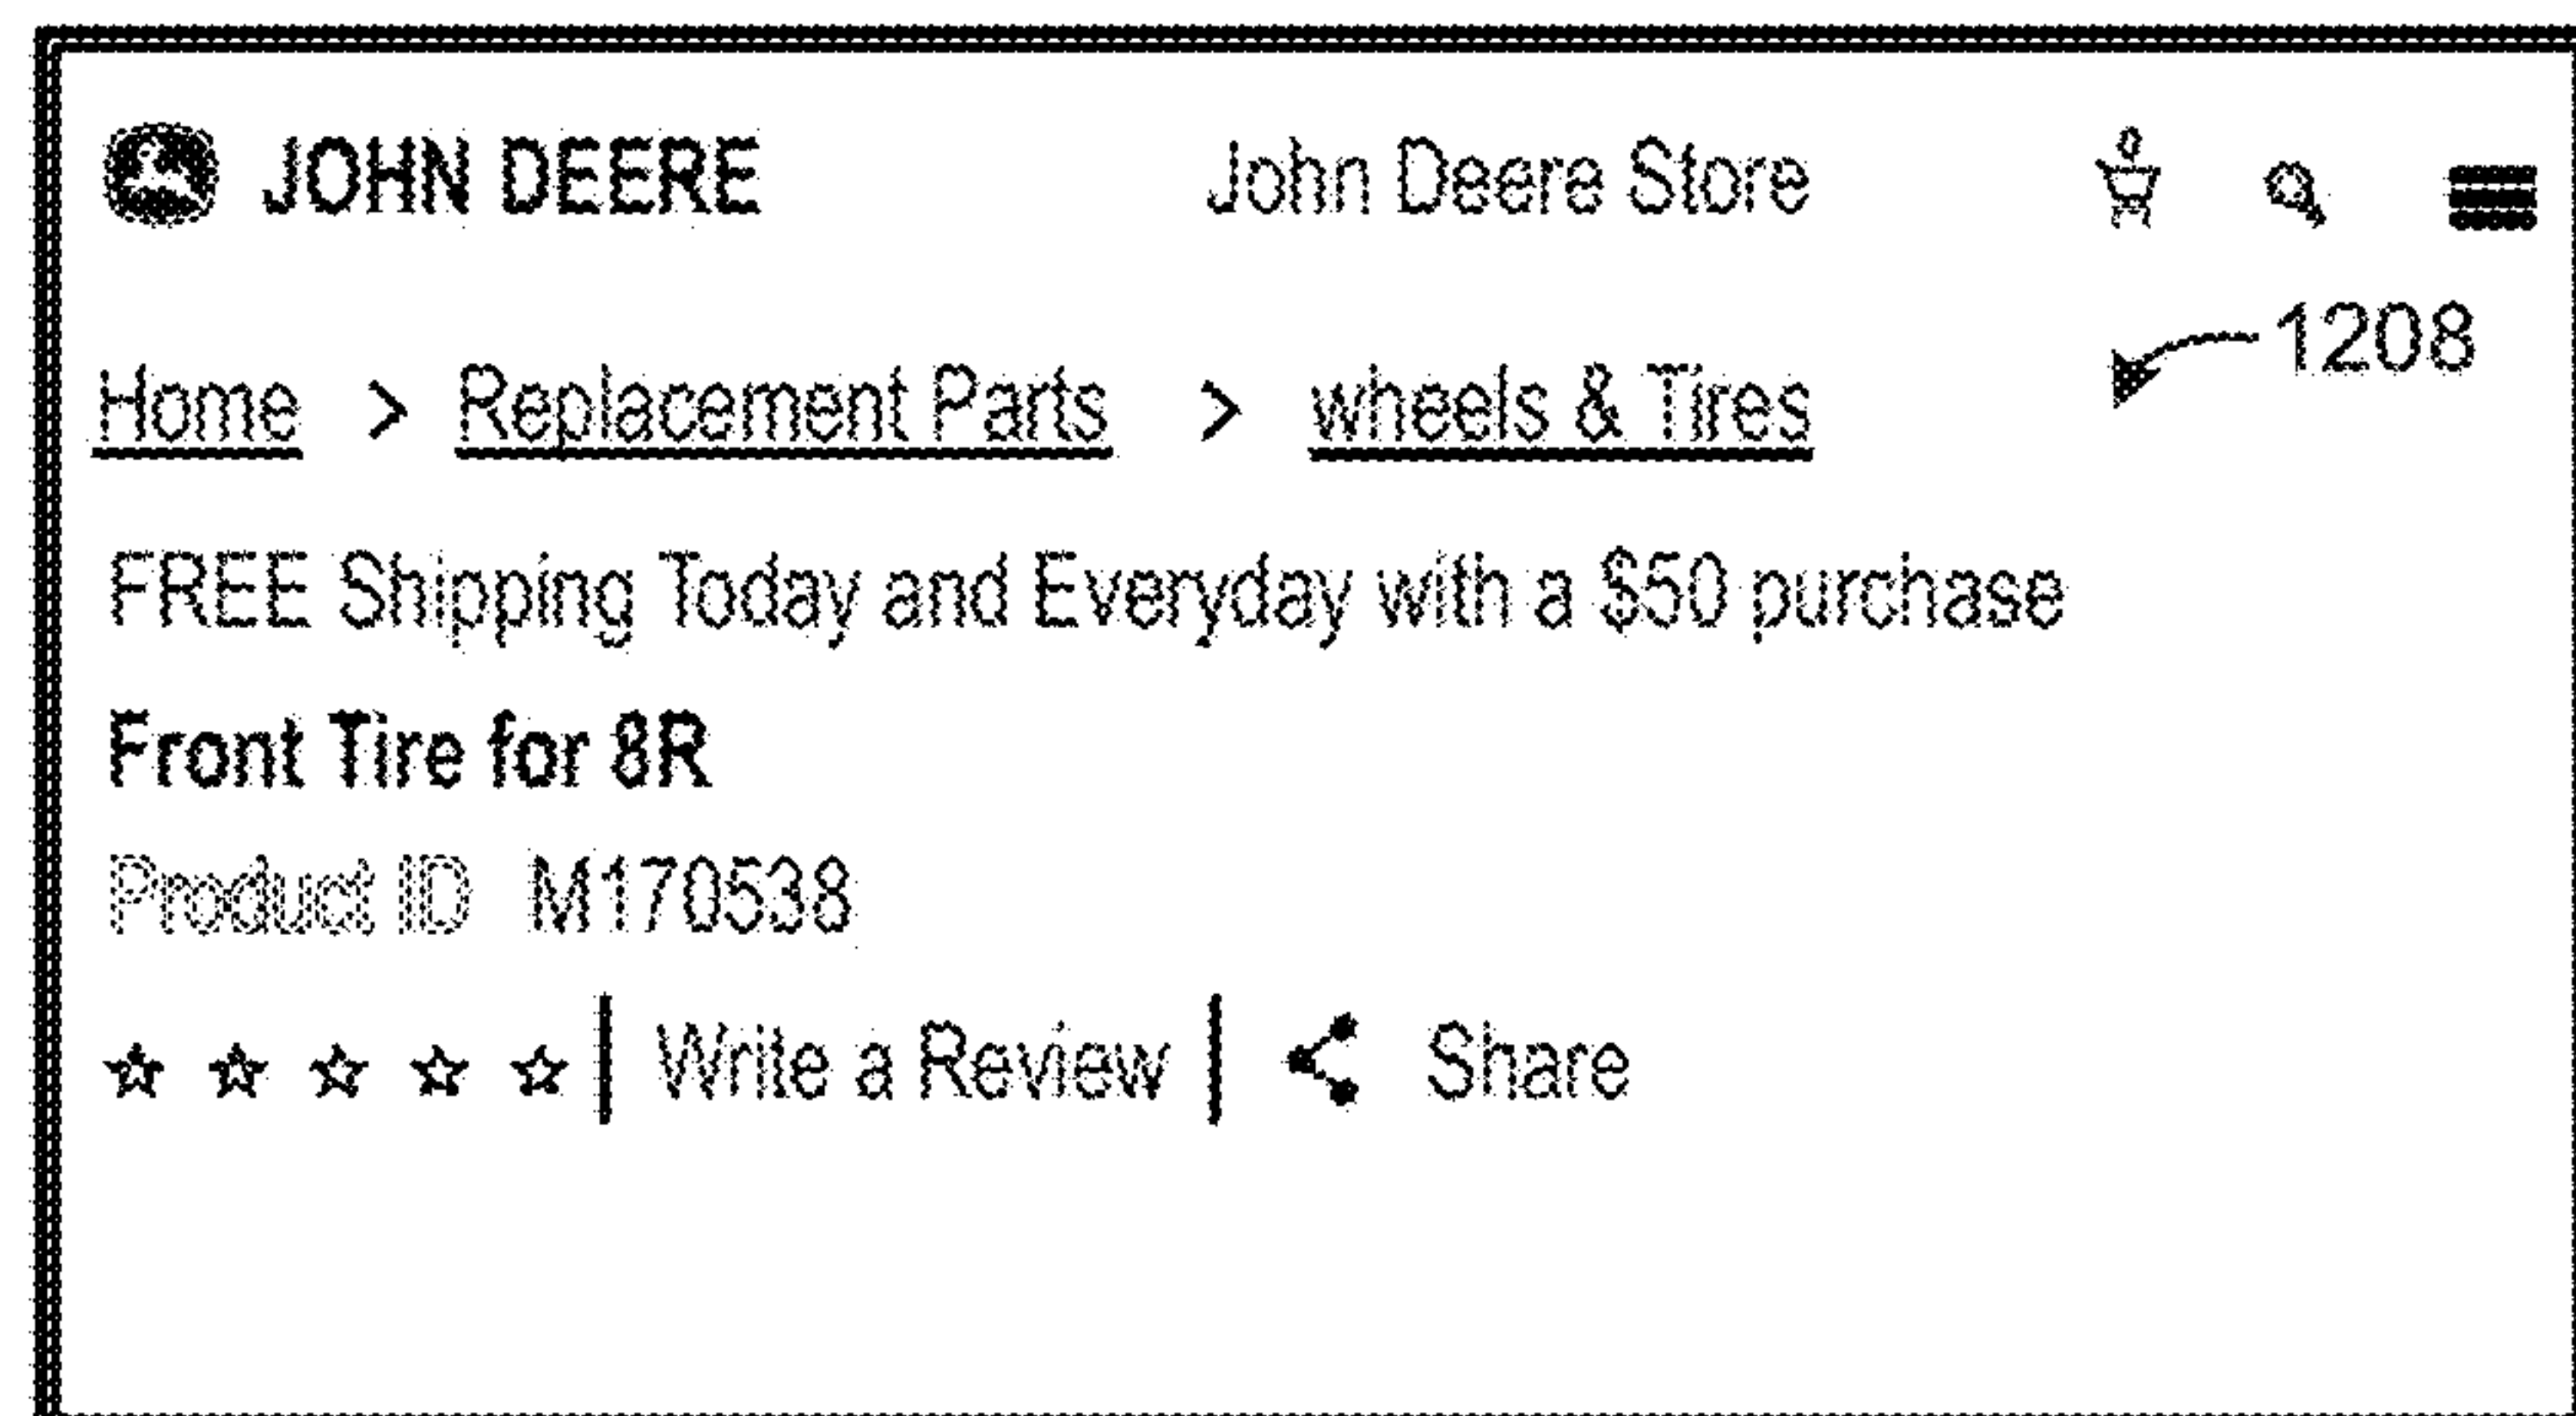 JOHN DEERE John Deere Store 0
1208
Home > Replacement Parts > wheels & Tires
FREE Shipping Today and Everyday with a $50 purchase
Front Tire for 8R
Product ID M170538
Write a Review | Share